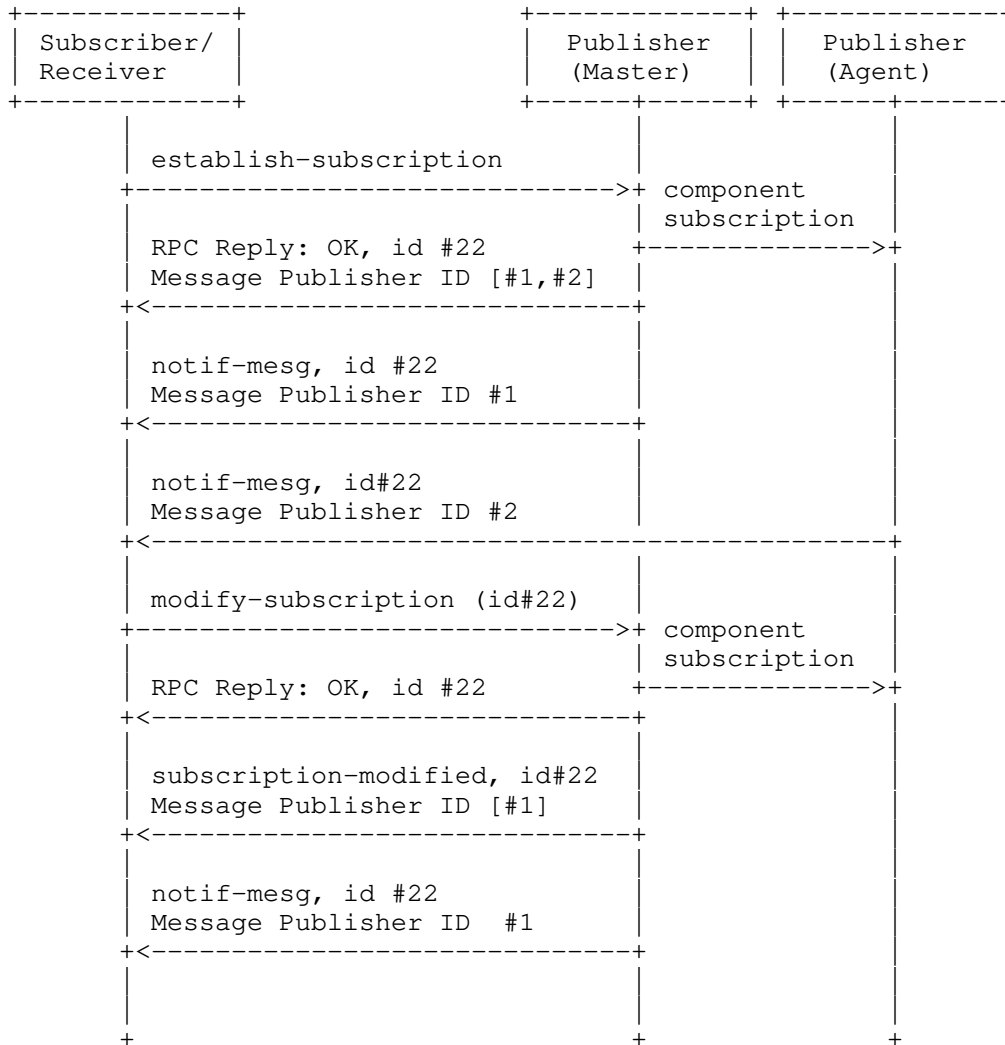 Subscriber/
Receiver
Publisher
(Master)
Publisher
(Agent)
establish-subscription
component
subscription
RPC Reply: OK, id #22
Message Publisher ID [#1,#2]
notif-mesg, id #22
Message Publisher ID #1
notif-mesg, id#22
Message Publisher ID #2
modify-subscription (id#22)
component
subscription
RPC Reply: OK, id #22
subscription-modified, id#22
Message Publisher ID [#1]
notif-mesg, id #22
Message Publisher ID  #1